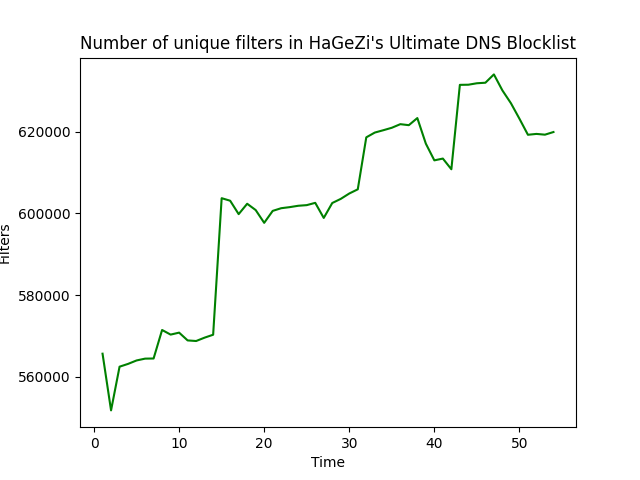 Number of unique filters in HaGeZi's Ultimate DNS Blocklist
620000
600000
580000
560000
Filters
0 10 20 30 40 50
Time